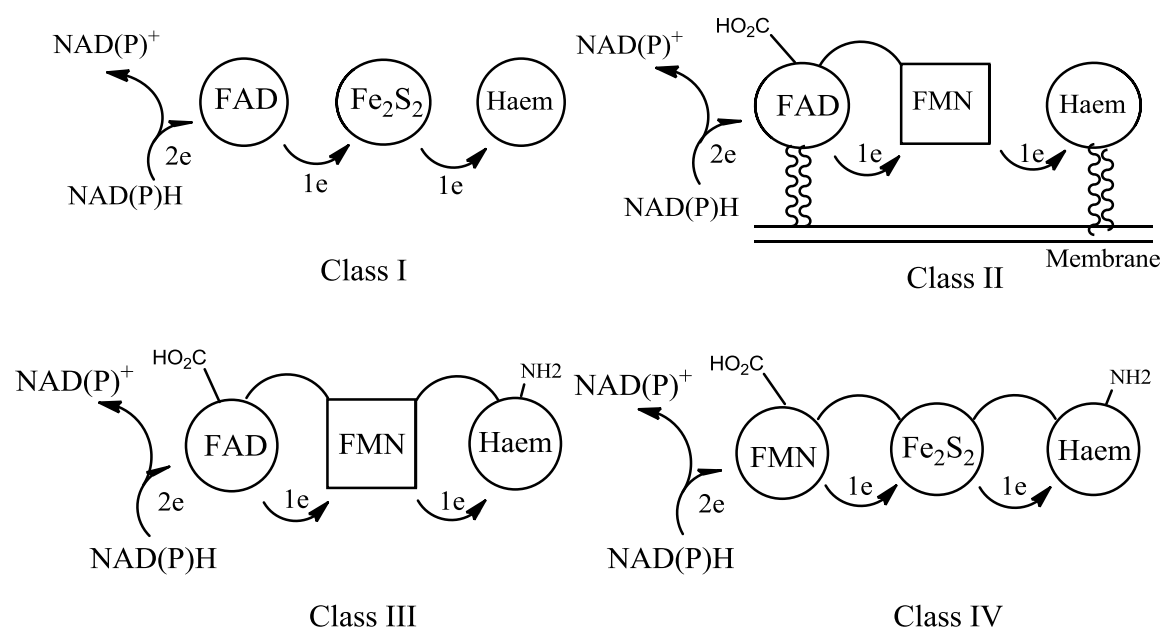 NAD(P)⁺
FAD
Fe₂S₂
Haem
2e
1e
1e
NAD(P)H
Class I
HO₂C
NAD(P)⁺
FAD
FMN
Haem
2e
1e
1e
NAD(P)H
Membrane
Class II
HO₂C
NH2
NAD(P)⁺
FAD
FMN
Haem
2e
1e
1e
NAD(P)H
Class III
HO₂C
NH2
NAD(P)⁺
FMN
Fe₂S₂
Haem
2e
1e
1e
NAD(P)H
Class IV